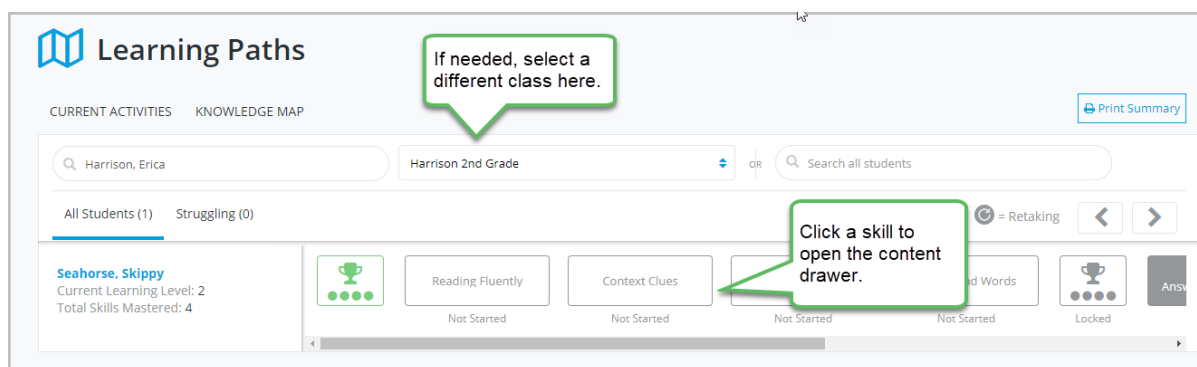 Learning Paths
If needed, select a
different class here.
CURRENT ACTIVITIES KNOWLEDGE MAP
Print Summary
Harrison, Erica
Harrison 2nd Grade
OR
Search all students
All Students (1) Struggling (0)
= Retaking
Click a skill to
open the content
drawer.
Seahorse, Skippy
Current Learning Level: 2
Total Skills Mastered: 4
Reading Fluently
Context Clues
Words
Not Started
Not Started
Not Started
Not Started
Locked